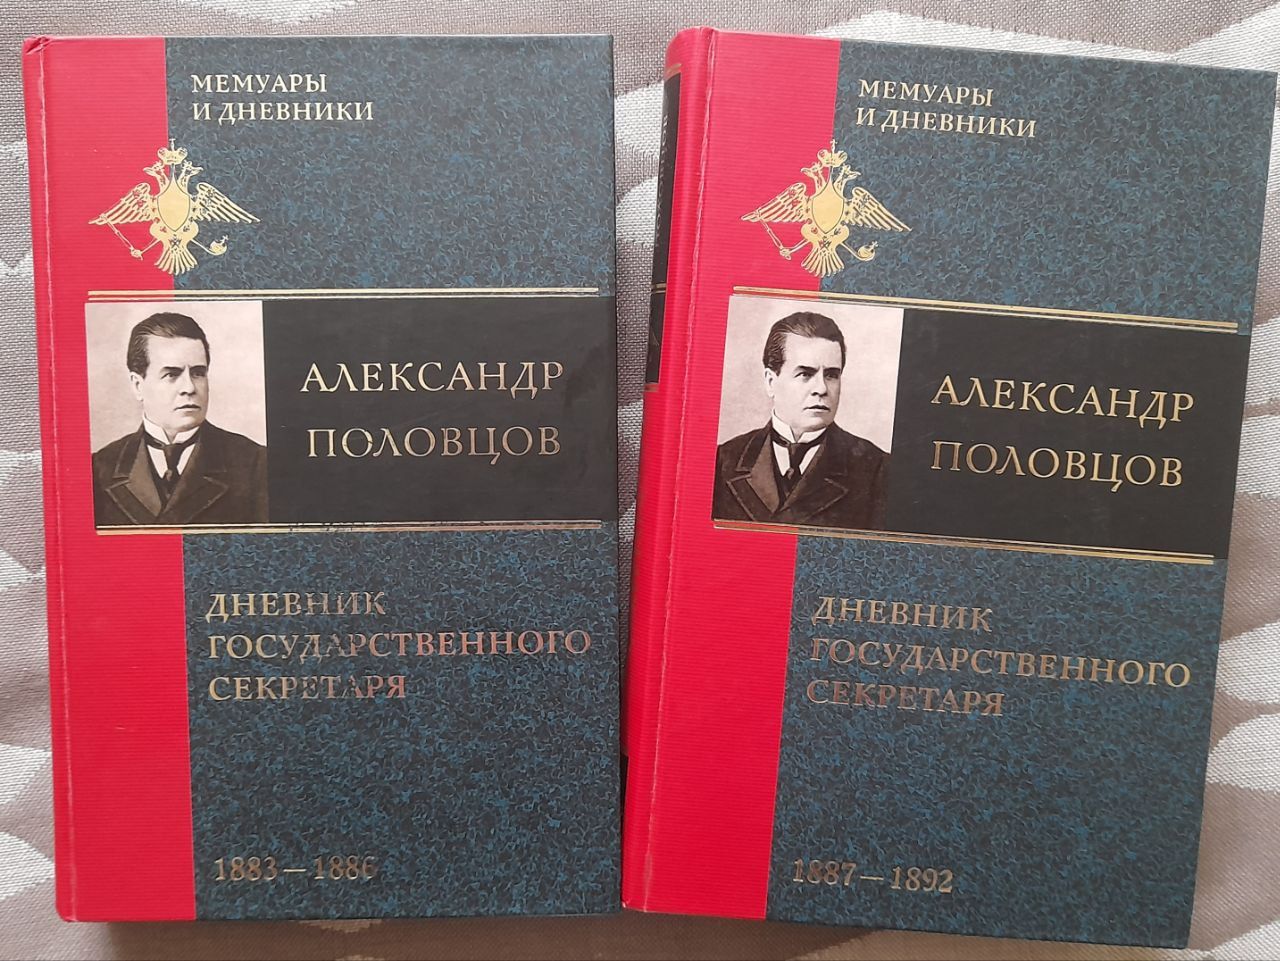 МЕМУАРЫ
И ДНЕВНИКИ
АЛЕКСАНДР
ПОЛОВЦОВ
ДНЕВНИК
ГОСУДАРСТВЕННОГО
СЕКРЕТАРЯ
1883—1886
МЕМУАРЫ
И ДНЕВНИКИ
АЛЕКСАНДР
ПОЛОВЦОВ
ДНЕВНИК
ГОСУДАРСТВЕННОГО
СЕКРЕТАРЯ
1887—1892